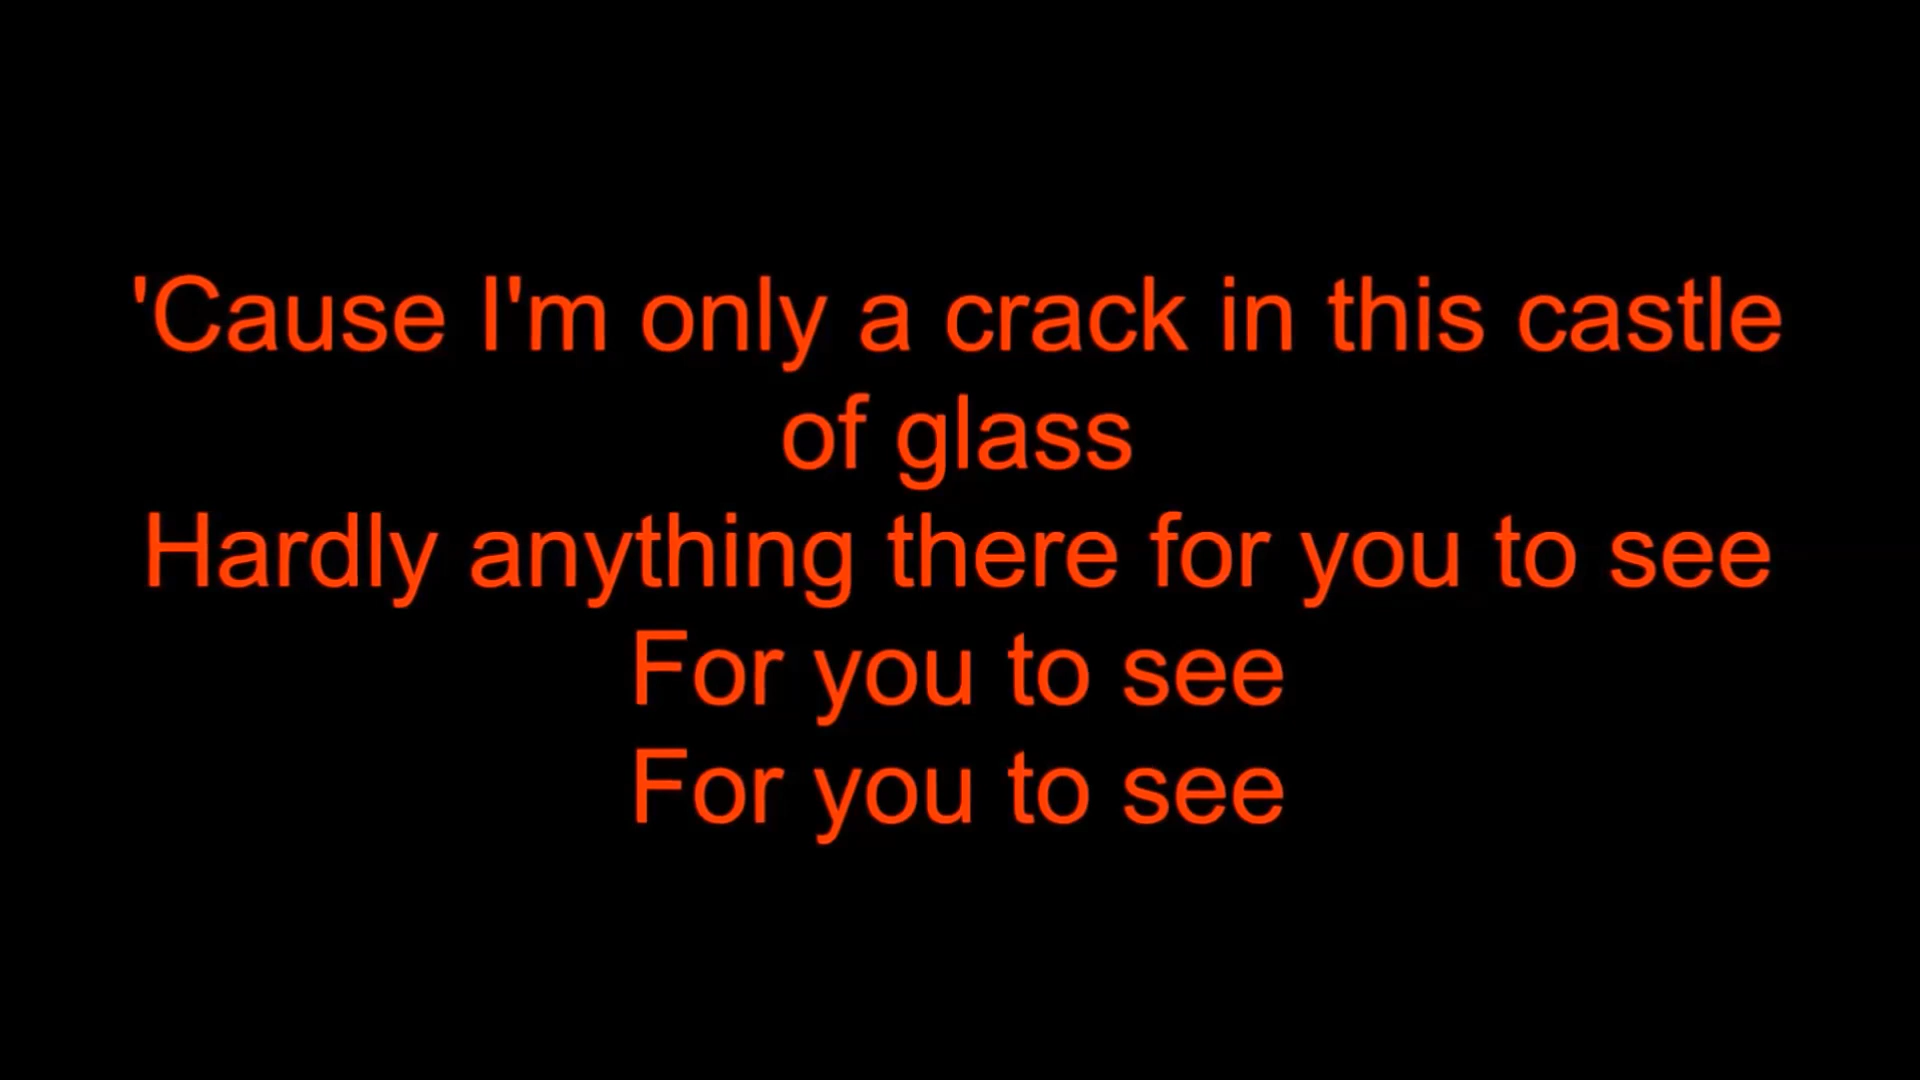 'Cause I'm only a crack in this castle
of glass
Hardly anything there for you to see
For you to see
For you to see